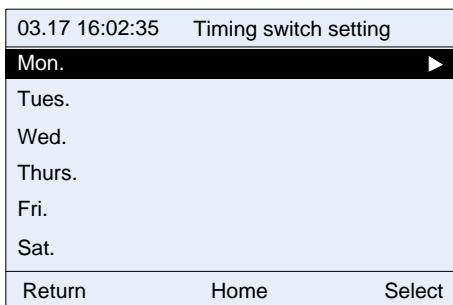 03.17 16:02:35 Timing switch setting
Mon.
Tues.
Wed.
Thurs.
Fri.
Sat.
Return Home Select